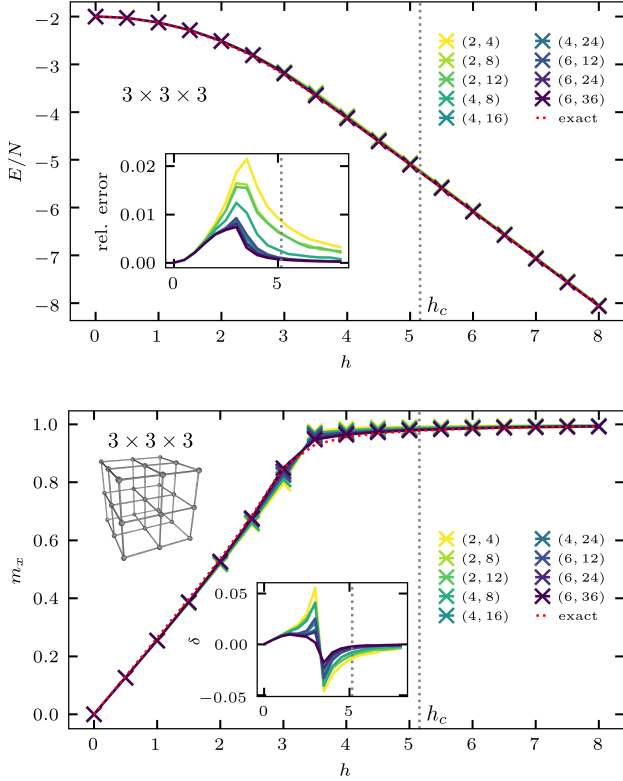 −2
−3
−4
−5
−6
−7
−8
E/N
3 × 3 × 3
(2, 4)
(2, 8)
(2, 12)
(4, 8)
(4, 16)
(4, 24)
(6, 12)
(6, 24)
(6, 36)
exact
0.02
0.01
0.00
rel. error
0
5
h_c
0 1 2 3 4 5 6 7 8
h
1.0
0.8
0.6
0.4
0.2
0.0
m_x
3 × 3 × 3
(2, 4)
(2, 8)
(2, 12)
(4, 8)
(4, 16)
(4, 24)
(6, 12)
(6, 24)
(6, 36)
exact
0.05
0.00
−0.05
δ
0
5
h_c
0 1 2 3 4 5 6 7 8
h